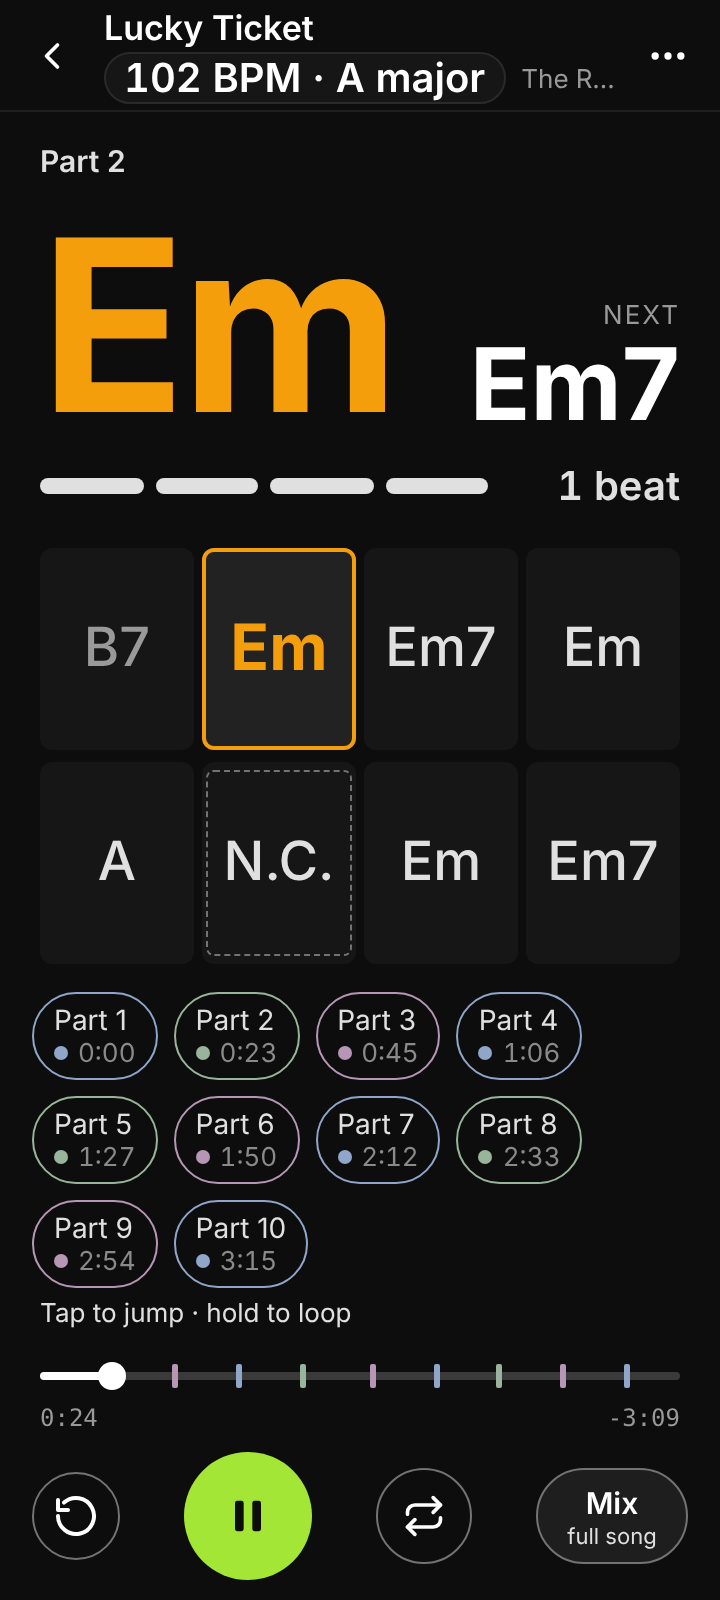 Lucky Ticket
102 BPM · A major
The R...
Part 2
Em
NEXT
Em7
1 beat
B7 Em Em7 Em
A N.C. Em Em7
Part 1 Part 2 Part 3 Part 4
0:00 0:23 0:45 1:06
Part 5 Part 6 Part 7 Part 8
1:27 1:50 2:12 2:33
Part 9 Part 10
2:54 3:15
Tap to jump · hold to loop
0:24 -3:09
Mix
full song